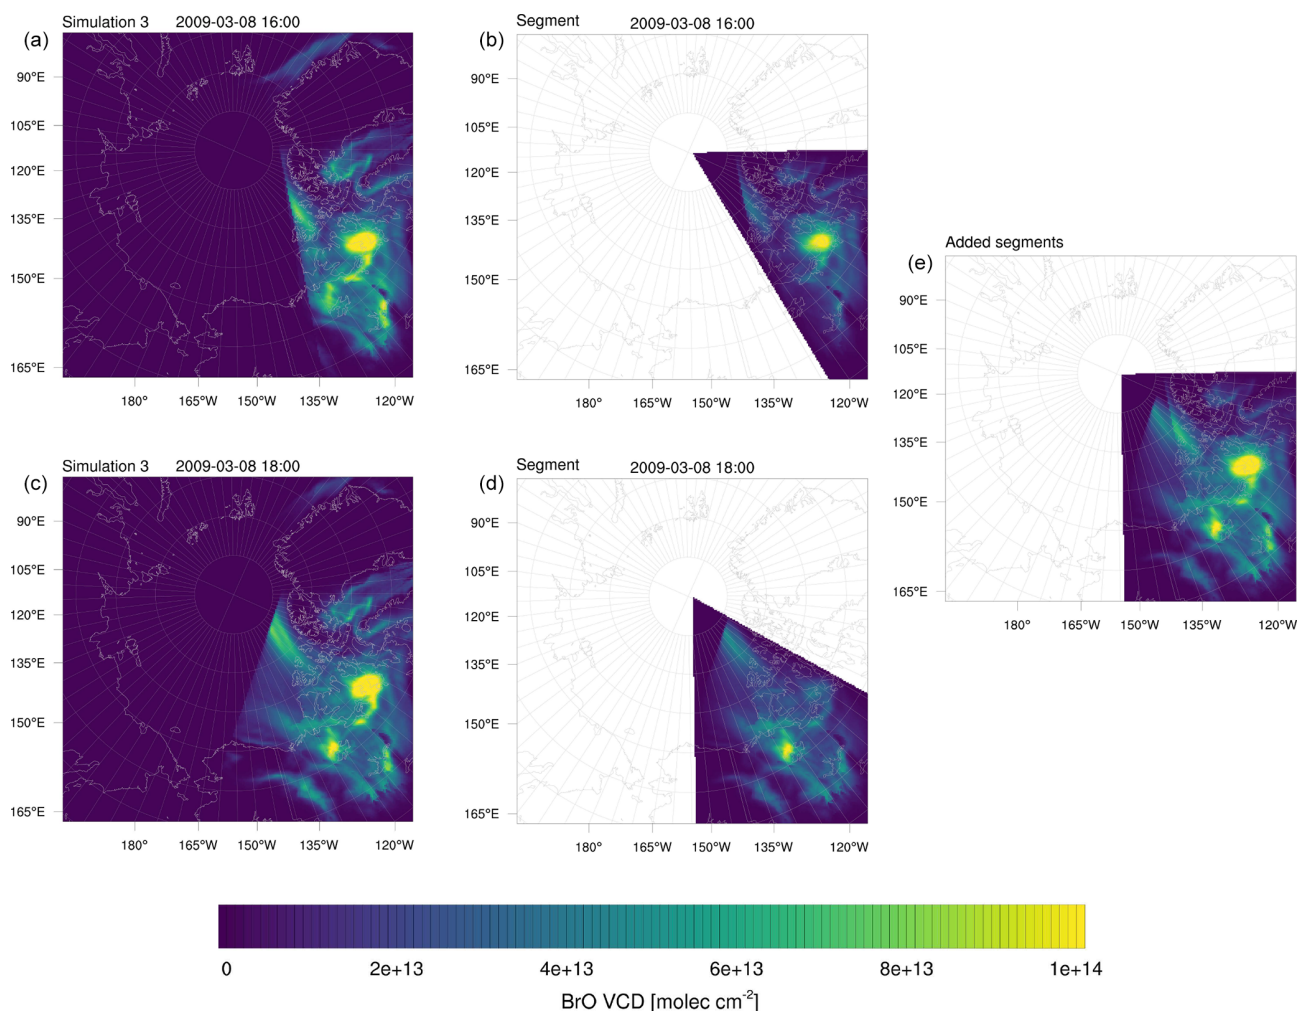 Simulation 3 2009-03-08 16:00
(a)
90°E
105°E
120°E
135°E
150°E
165°E
180° 165°W 150°W 135°W 120°W
Segment 2009-03-08 16:00
(b)
90°E
105°E
120°E
135°E
150°E
165°E
180° 165°W 150°W 135°W 120°W
Simulation 3 2009-03-08 18:00
(c)
90°E
105°E
120°E
135°E
150°E
165°E
180° 165°W 150°W 135°W 120°W
Segment 2009-03-08 18:00
(d)
90°E
105°E
120°E
135°E
150°E
165°E
180° 165°W 150°W 135°W 120°W
Added segments
(e)
90°E
105°E
120°E
135°E
150°E
165°E
180° 165°W 150°W 135°W 120°W
0 2e+13 4e+13 6e+13 8e+13 1e+14
BrO VCD [molec cm⁻²]